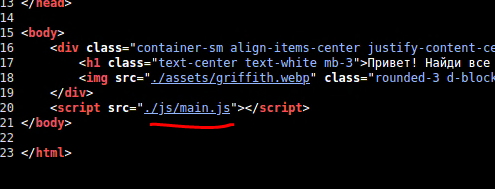 13 </head>
14
15 <body>
16 <div class="container-sm align-items-center justify-content-ce
17 <h1 class="text-center text-white mb-3">Привет! Найди все
18 <img src="./assets/griffith.webp" class="rounded-3 d-block
19 </div>
20 <script src="./js/main.js"></script>
21 </body>
22
23 </html>